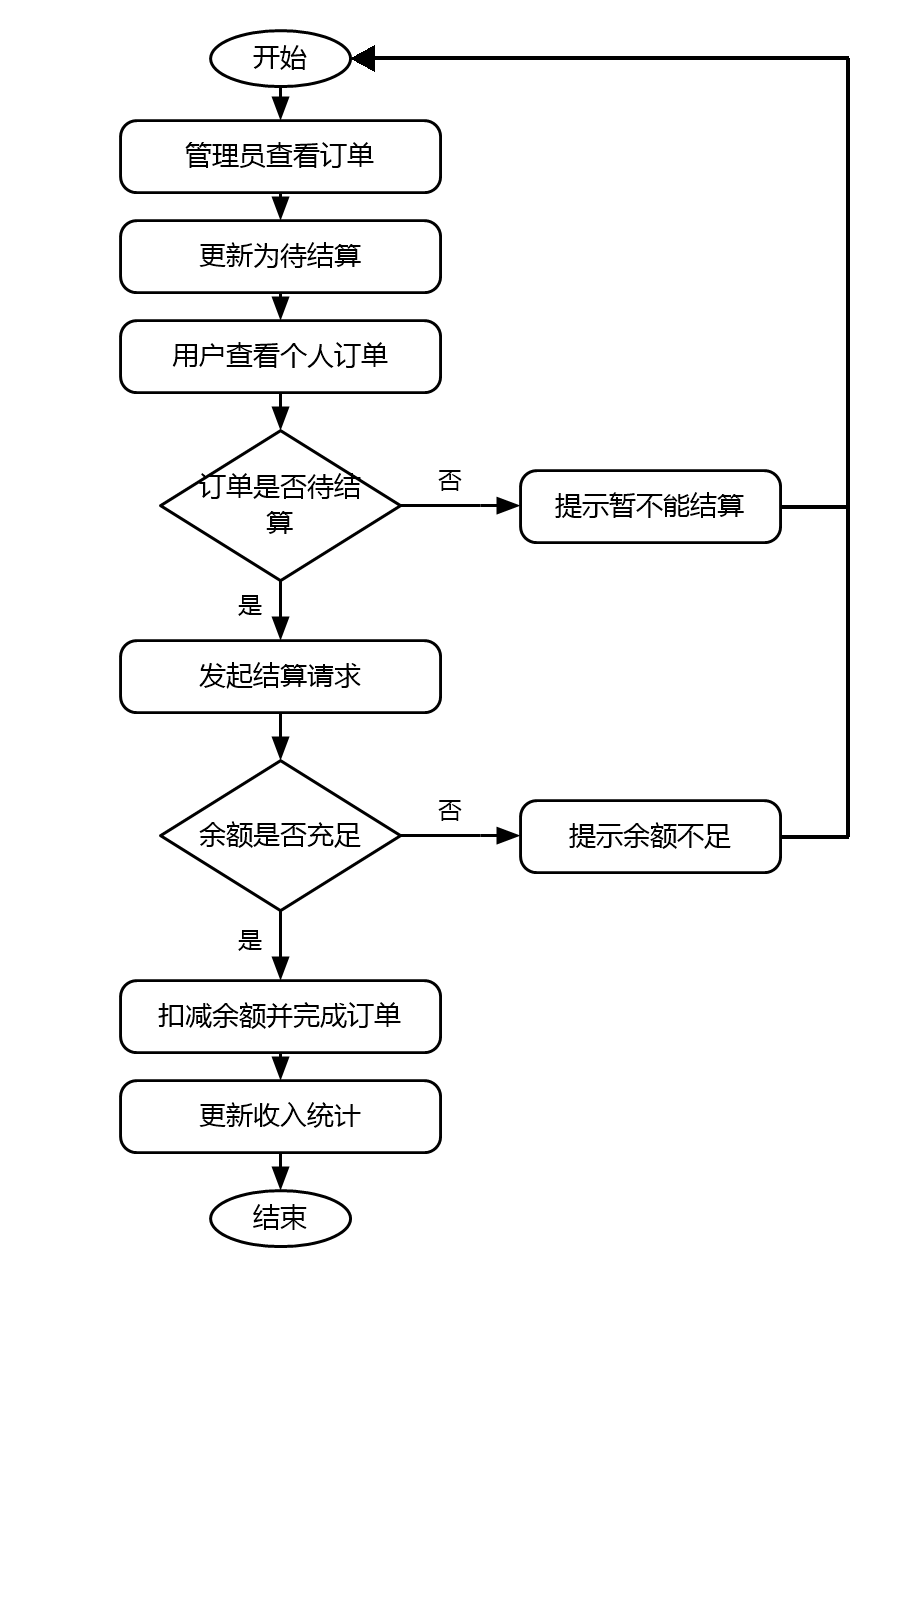 开始
管理员查看订单
更新为待结算
用户查看个人订单
订单是否待结
算
否
提示暂不能结算
是
发起结算请求
余额是否充足
否
提示余额不足
是
扣减余额并完成订单
更新收入统计
结束